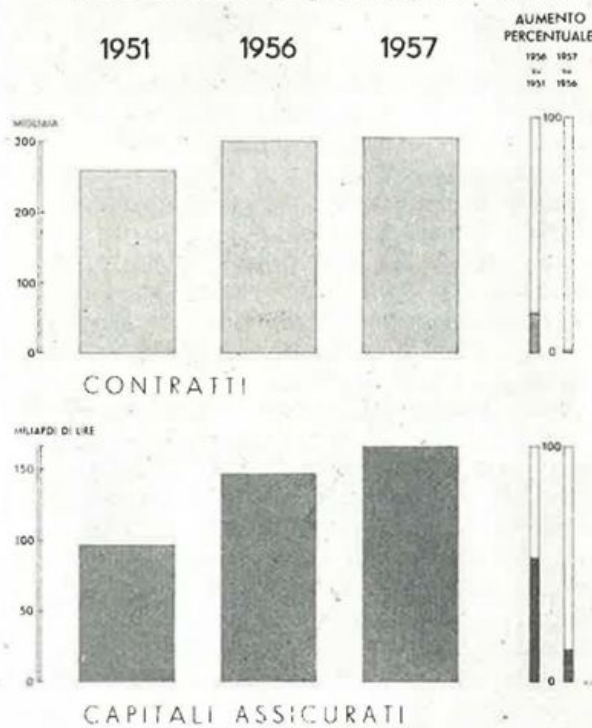 1951 1956 1957
AUMENTO
PERCENTUALE
1956 1957
su su
1951 1956
MIGLIAIA
300
200
100
0
100
0
CONTRATTI
MILIARDI DI LIRE
150
100
50
0
100
0
CAPITALI ASSICURATI